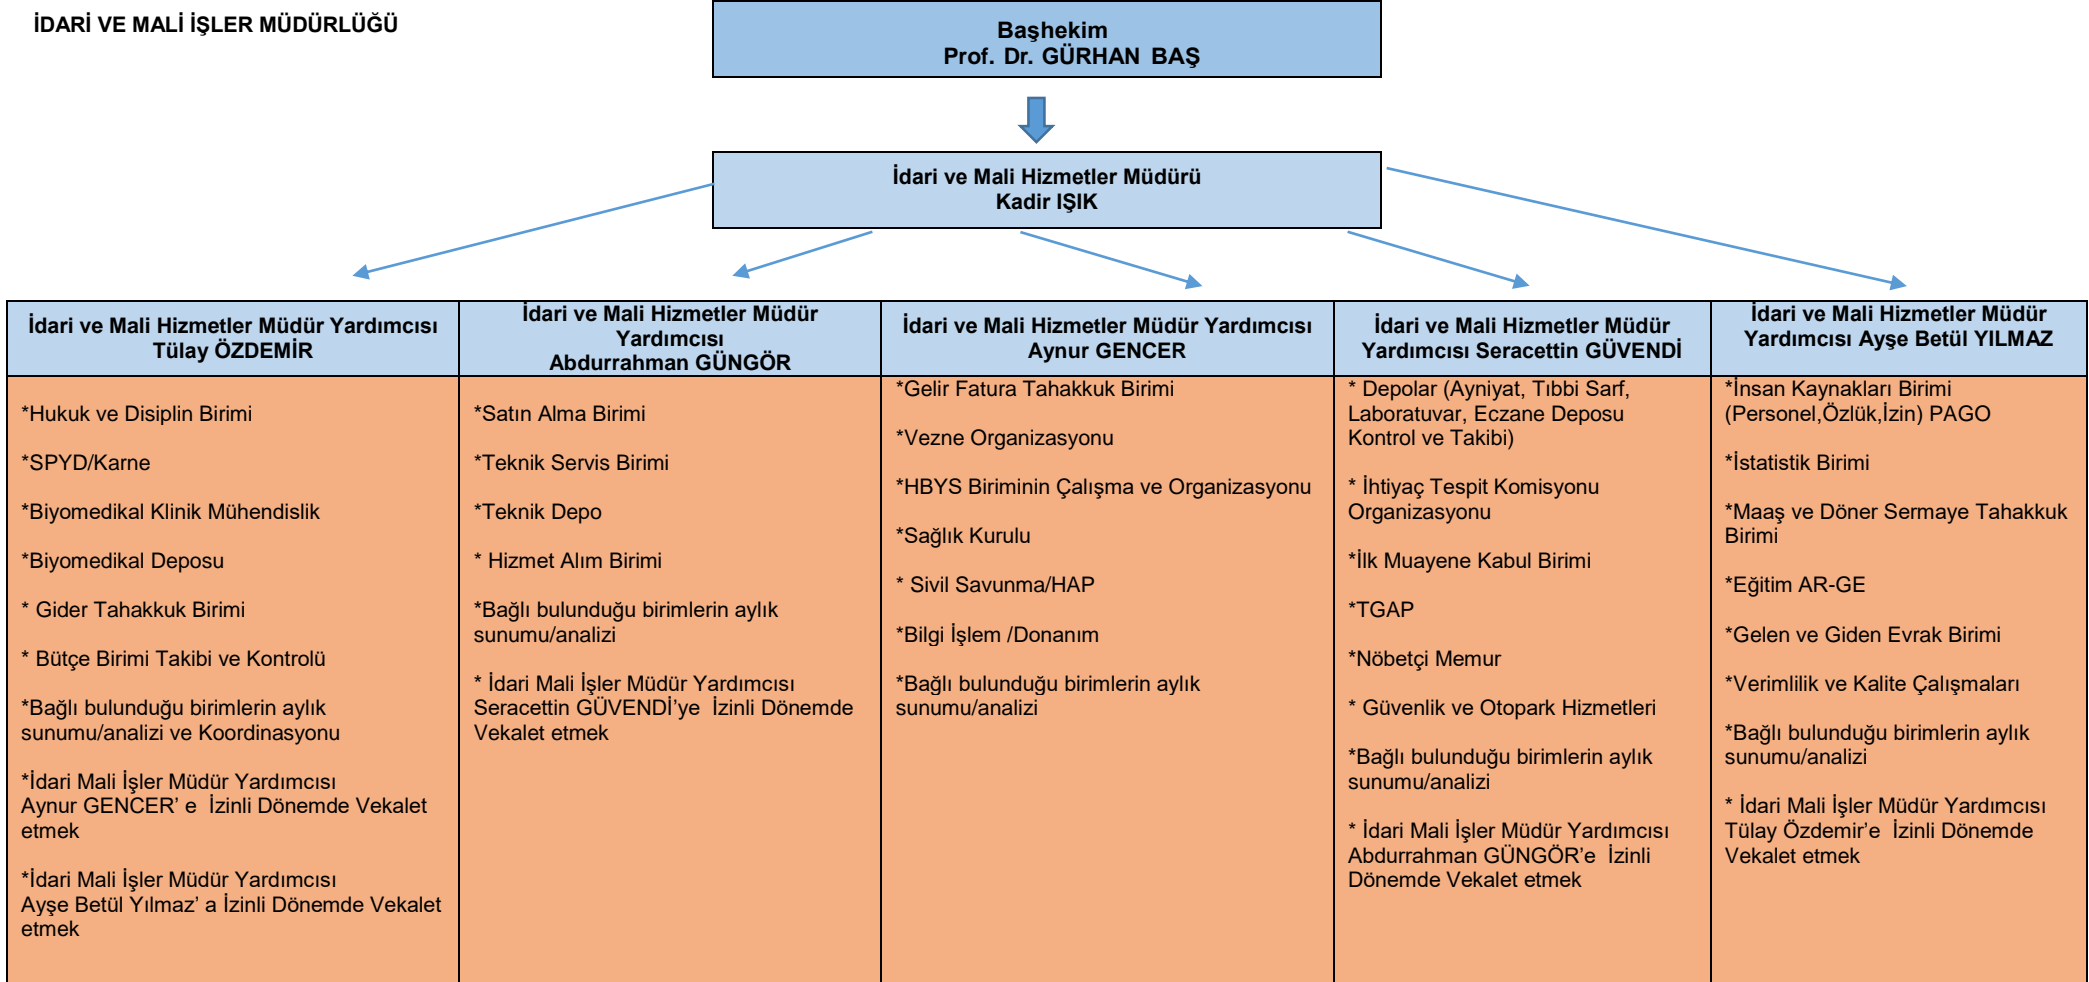 İDARİ VE MALİ İŞLER MÜDÜRLÜĞÜ
Başhekim
Prof. Dr. GÜRHAN BAŞ
İdari ve Mali Hizmetler Müdürü
Kadir IŞIK
İdari ve Mali Hizmetler Müdür Yardımcısı
Tülay ÖZDEMİR
*Hukuk ve Disiplin Birimi
*SPYD/Karne
*Biyomedikal Klinik Mühendislik
*Biyomedikal Deposu
* Gider Tahakkuk Birimi
* Bütçe Birimi Takibi ve Kontrolü
*Bağlı bulunduğu birimlerin aylık
sunumu/analizi ve Koordinasyonu
*İdari Mali İşler Müdür Yardımcısı
Aynur GENCER’ e  İzinli Dönemde Vekalet
etmek
*İdari Mali İşler Müdür Yardımcısı
Ayşe Betül Yılmaz’ a İzinli Dönemde Vekalet
etmek
İdari ve Mali Hizmetler Müdür
Yardımcısı
Abdurrahman GÜNGÖR
*Satın Alma Birimi
*Teknik Servis Birimi
*Teknik Depo
* Hizmet Alım Birimi
*Bağlı bulunduğu birimlerin aylık
sunumu/analizi
* İdari Mali İşler Müdür Yardımcısı
Seracettin GÜVENDİ’ye  İzinli Dönemde
Vekalet etmek
İdari ve Mali Hizmetler Müdür Yardımcısı
Aynur GENCER
*Gelir Fatura Tahakkuk Birimi
*Vezne Organizasyonu
*HBYS Biriminin Çalışma ve Organizasyonu
*Sağlık Kurulu
* Sivil Savunma/HAP
*Bilgi İşlem /Donanım
*Bağlı bulunduğu birimlerin aylık
sunumu/analizi
İdari ve Mali Hizmetler Müdür
Yardımcısı Seracettin GÜVENDİ
* Depolar (Ayniyat, Tıbbi Sarf,
Laboratuvar, Eczane Deposu
Kontrol ve Takibi)
* İhtiyaç Tespit Komisyonu
Organizasyonu
*İlk Muayene Kabul Birimi
*TGAP
*Nöbetçi Memur
* Güvenlik ve Otopark Hizmetleri
*Bağlı bulunduğu birimlerin aylık
sunumu/analizi
* İdari Mali İşler Müdür Yardımcısı
Abdurrahman GÜNGÖR’e  İzinli
Dönemde Vekalet etmek
İdari ve Mali Hizmetler Müdür
Yardımcısı Ayşe Betül YILMAZ
*İnsan Kaynakları Birimi
(Personel,Özlük,İzin) PAGO
*İstatistik Birimi
*Maaş ve Döner Sermaye Tahakkuk
Birimi
*Eğitim AR-GE
*Gelen ve Giden Evrak Birimi
*Verimlilik ve Kalite Çalışmaları
*Bağlı bulunduğu birimlerin aylık
sunumu/analizi
* İdari Mali İşler Müdür Yardımcısı
Tülay Özdemir’e  İzinli Dönemde
Vekalet etmek